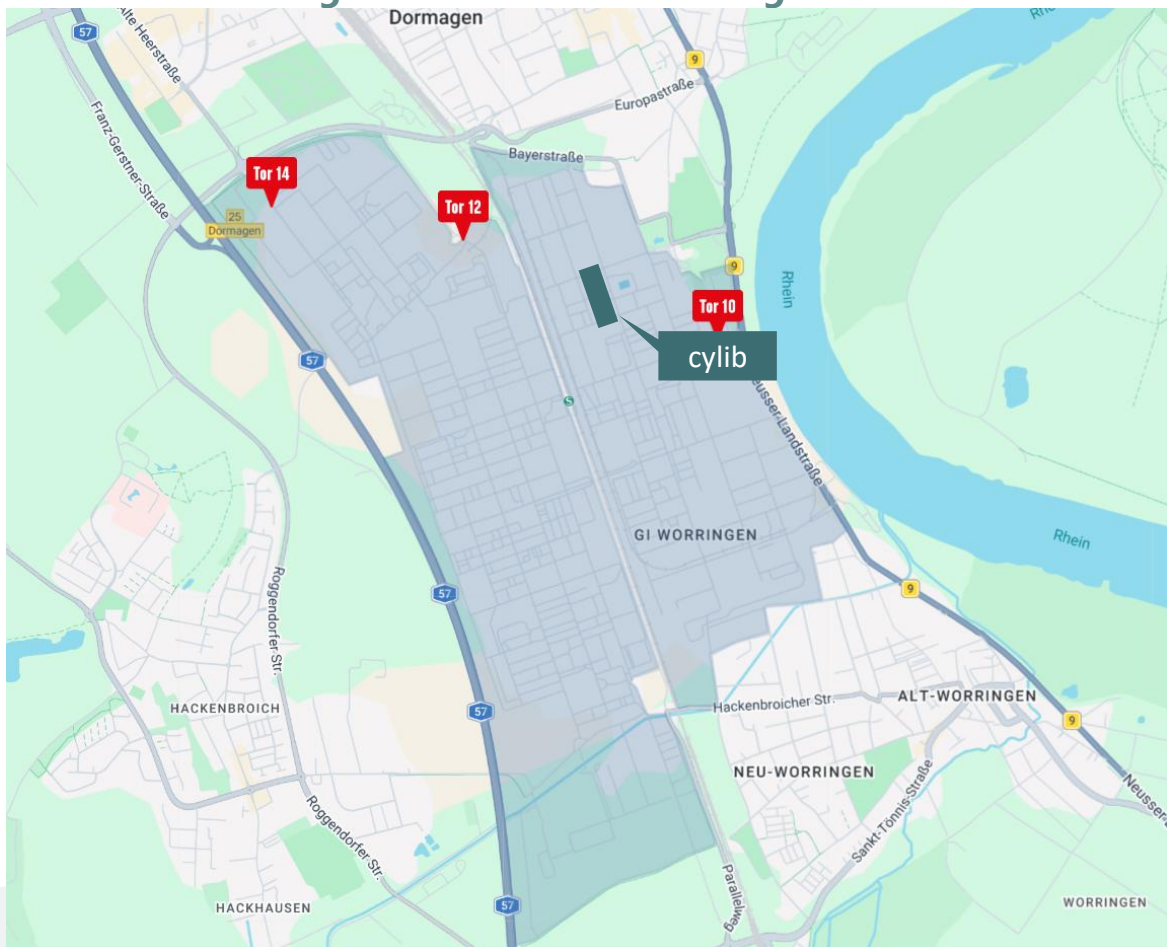 Dormagen
57
Alte Heerstraße
9
Europastraße
Franz-Gerstner-Straße
Bayerstraße
Tor 14
Tor 12
25
Dormagen
9
Rhein
Tor 10
cylib
57
S
Neusser Landstraße
GI WORRINGEN
Rhein
Roggendorfer Str.
57
9
HACKENBROICH
57
Hackenbroicher Str.
ALT-WORRINGEN
9
NEU-WORRINGEN
Sankt-Tönnis-Straße
Neusser
Roggendorfer Str.
Parallelweg
HACKHAUSEN
57
WORRINGEN